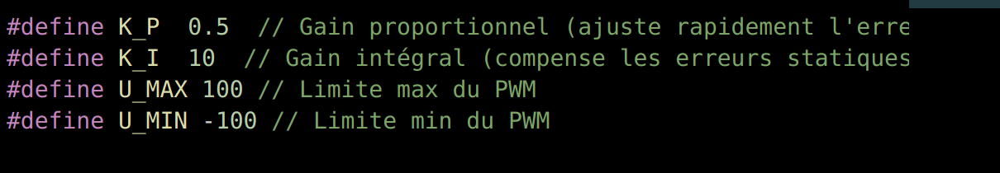 #define K_P  0.5  // Gain proportionnel (ajuste rapidement l'erre
#define K_I  10  // Gain intégral (compense les erreurs statiques
#define U_MAX 100 // Limite max du PWM
#define U_MIN -100 // Limite min du PWM